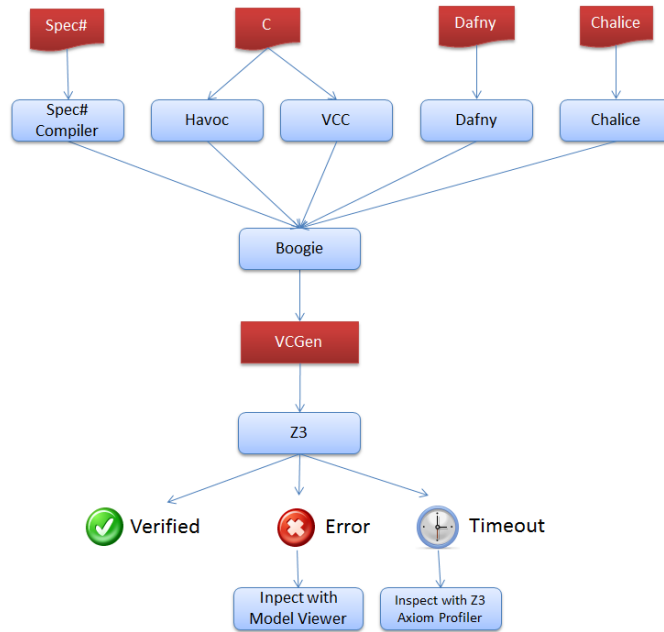 Spec#
C
Dafny
Chalice
Spec#
Compiler
Havoc
VCC
Dafny
Chalice
Boogie
VCGen
Z3
Verified
Error
Timeout
Inpect with
Model Viewer
Inspect with Z3
Axiom Profiler